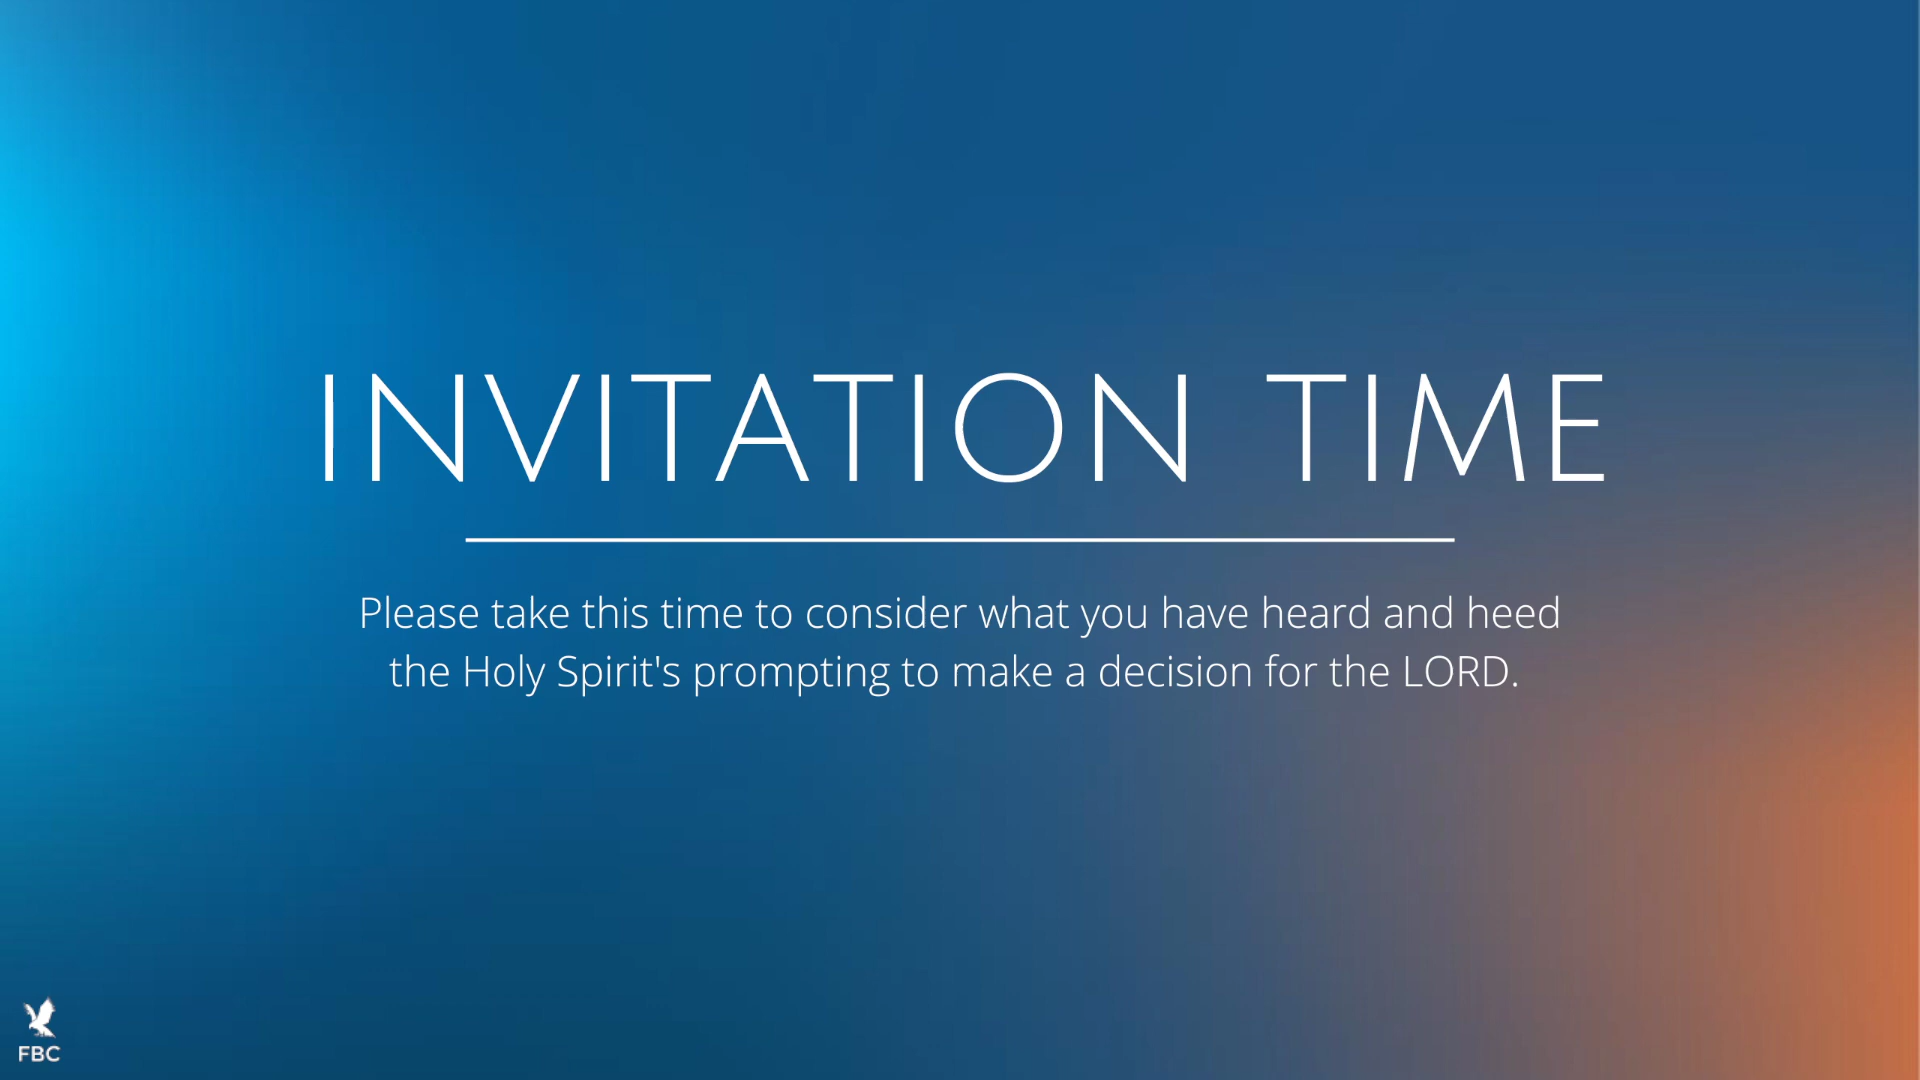 INVITATION TIME
Please take this time to consider what you have heard and heed
the Holy Spirit's prompting to make a decision for the LORD.
FBC